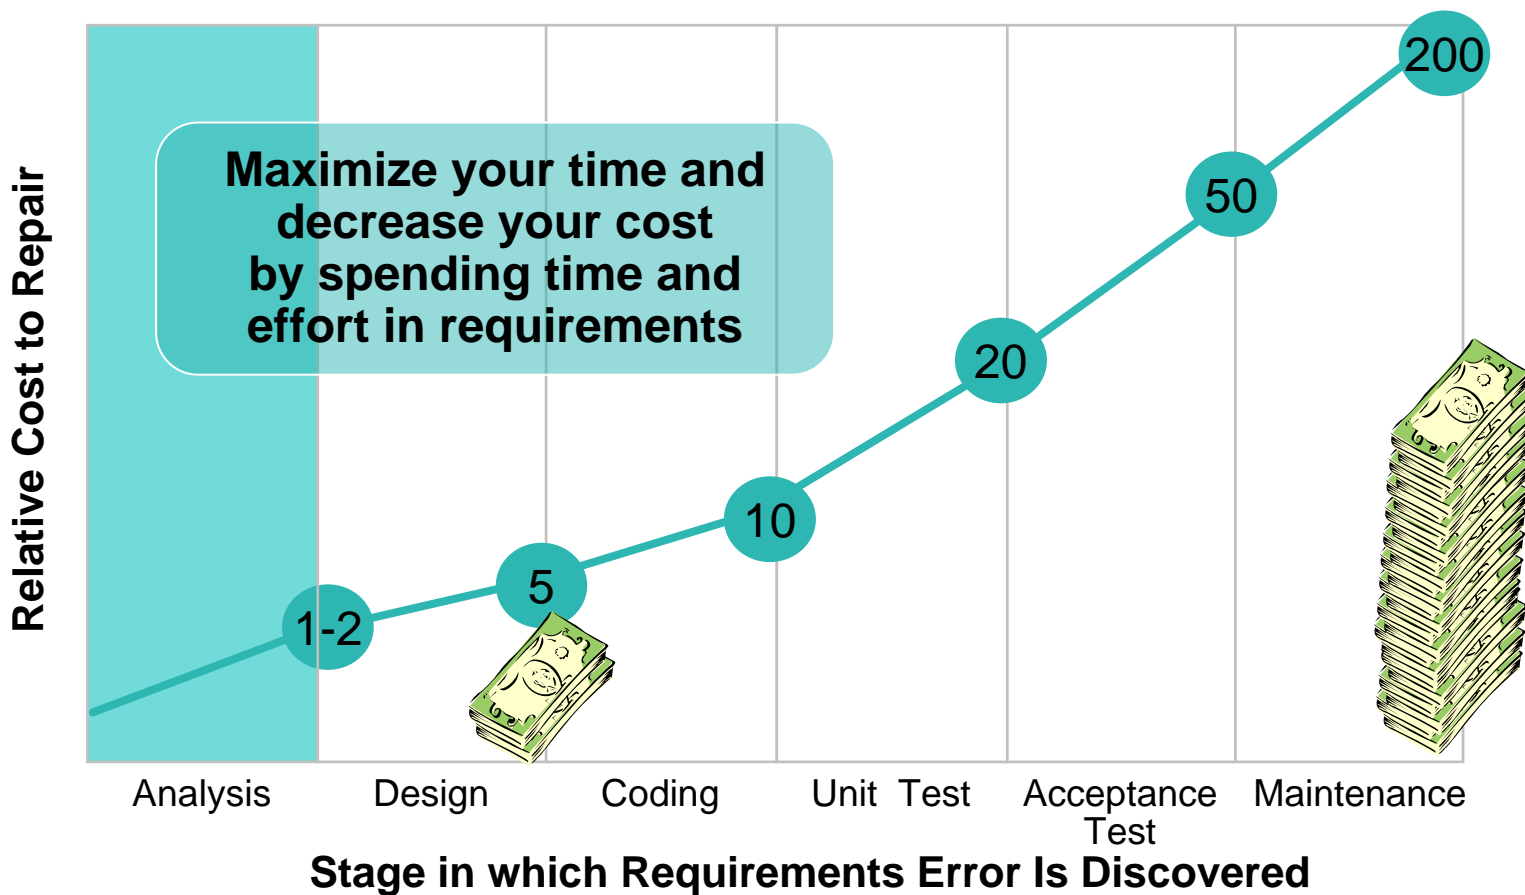 200
Maximize your time and
decrease your cost
by spending time and
effort in requirements
50
20
10
5
1-2
Relative Cost to Repair
Analysis
Design
Coding
Unit Test
Acceptance
Test
Maintenance
Stage in which Requirements Error Is Discovered